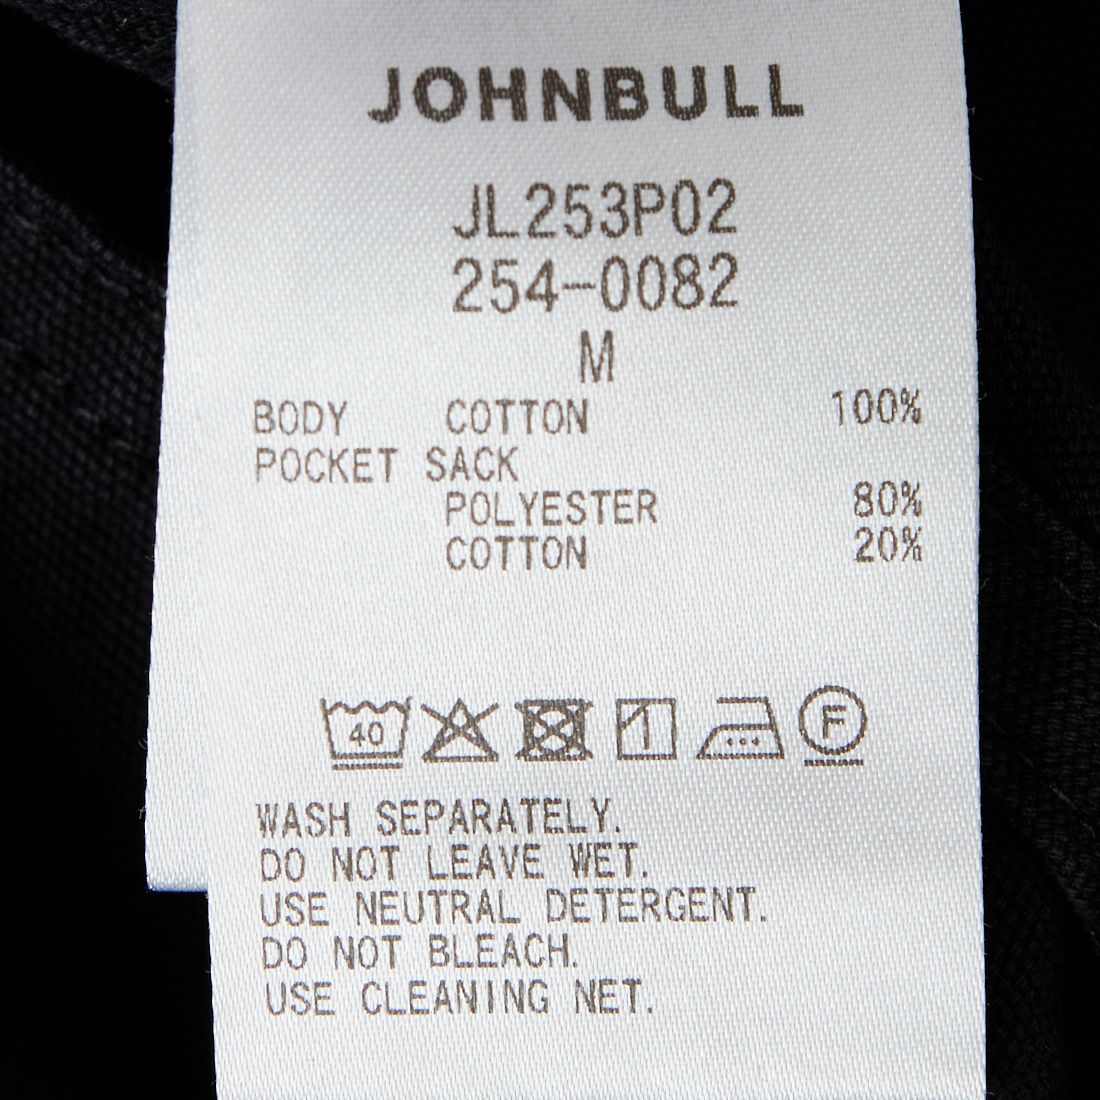 JOHNBULL
JL253P02
254-0082
M
BODY COTTON 100%
POCKET SACK
POLYESTER 80%
COTTON 20%
40 F
WASH SEPARATELY.
DO NOT LEAVE WET.
USE NEUTRAL DETERGENT.
DO NOT BLEACH.
USE CLEANING NET.